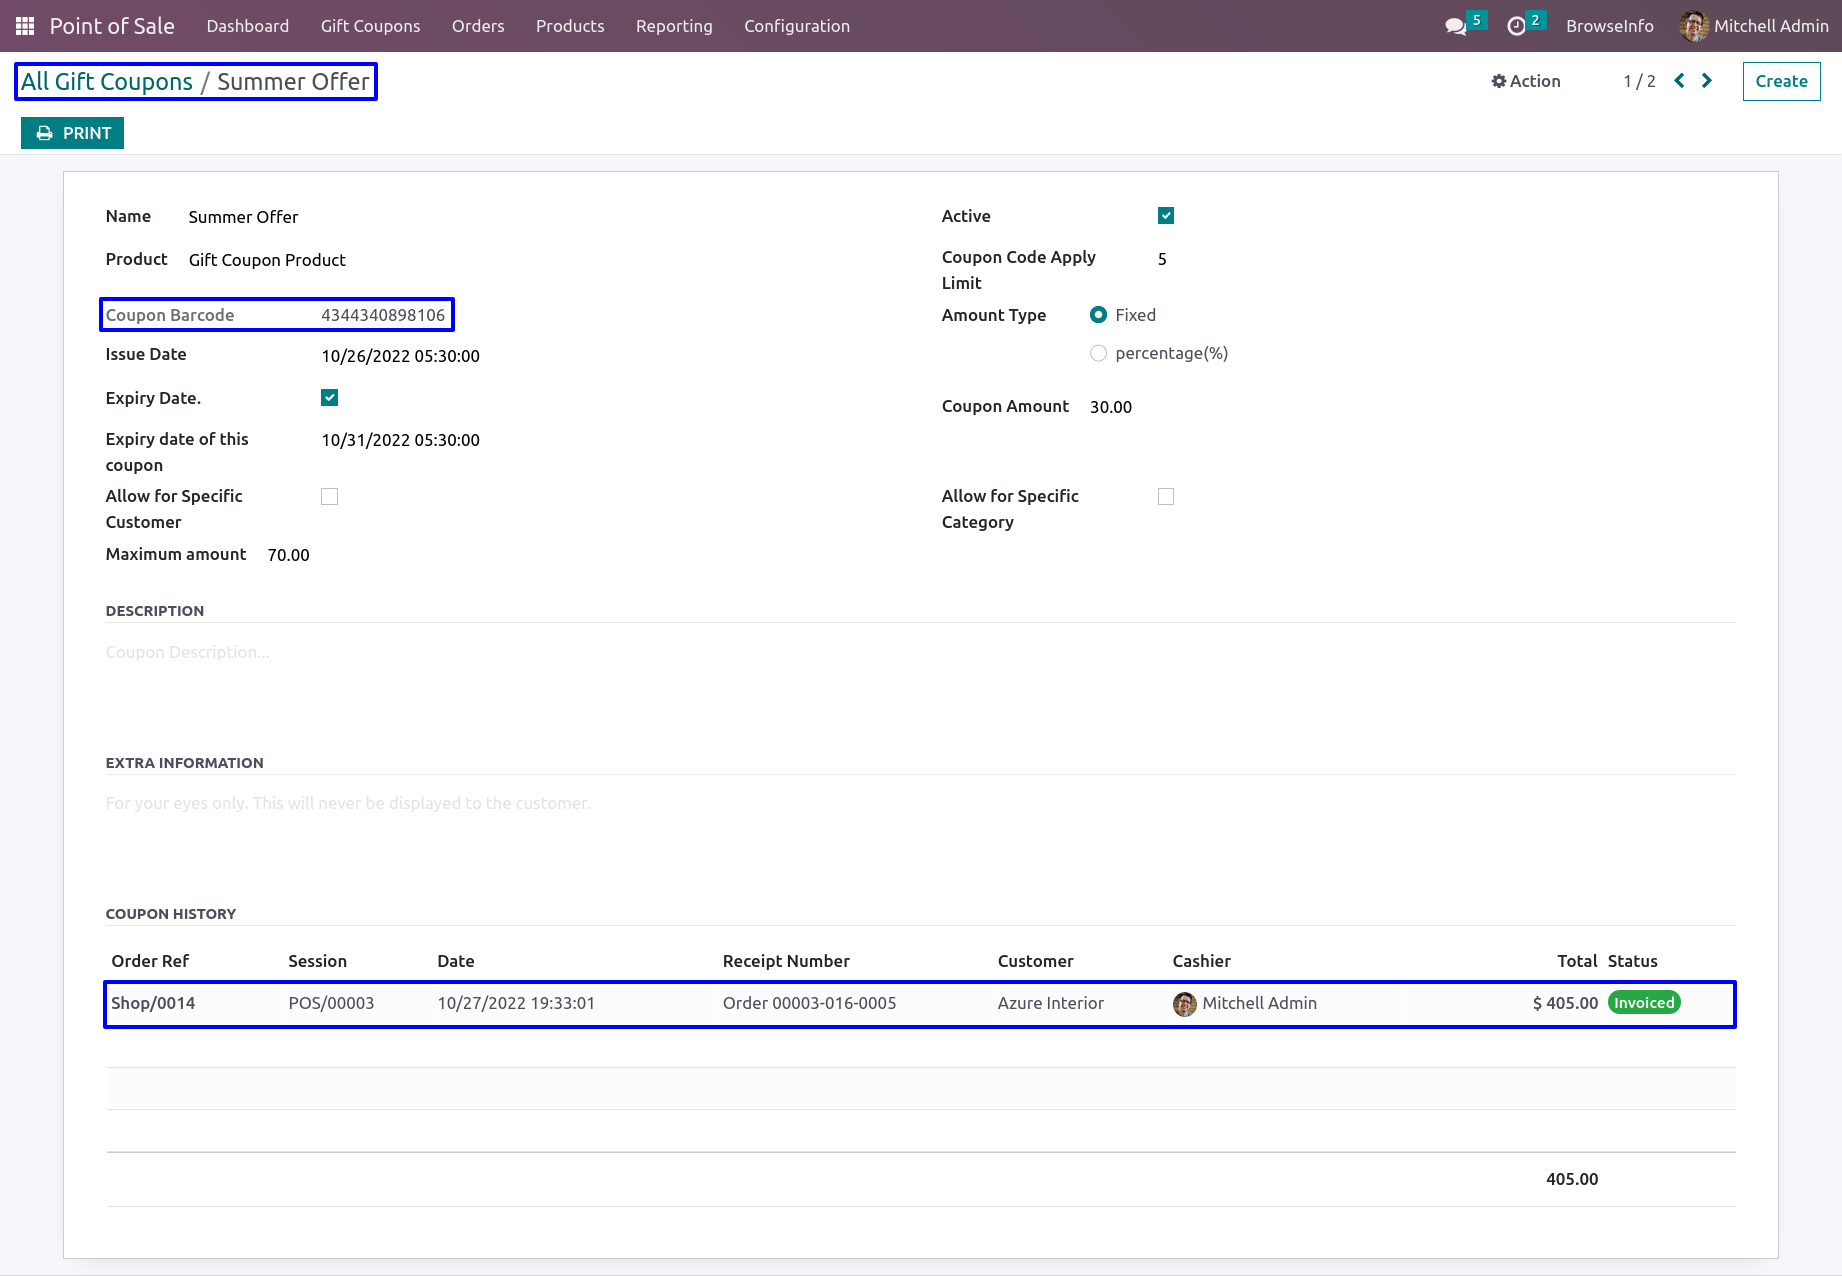 Point of Sale Dashboard Gift Coupons Orders Products Reporting Configuration 5 2 BrowseInfo Mitchell Admin
All Gift Coupons / Summer Offer Action 1 / 2 Create
PRINT
Name Summer Offer
Product Gift Coupon Product
Coupon Barcode 4344340898106
Issue Date 10/26/2022 05:30:00
Expiry Date.
Expiry date of this
coupon
10/31/2022 05:30:00
Allow for Specific
Customer
Maximum amount 70.00
Active
Coupon Code Apply
Limit
5
Amount Type Fixed
percentage(%)
Coupon Amount 30.00
Allow for Specific
Category
DESCRIPTION
Coupon Description...
EXTRA INFORMATION
For your eyes only. This will never be displayed to the customer.
COUPON HISTORY
Order Ref Session Date Receipt Number Customer Cashier Total Status
Shop/0014 POS/00003 10/27/2022 19:33:01 Order 00003-016-0005 Azure Interior Mitchell Admin $ 405.00 Invoiced
405.00